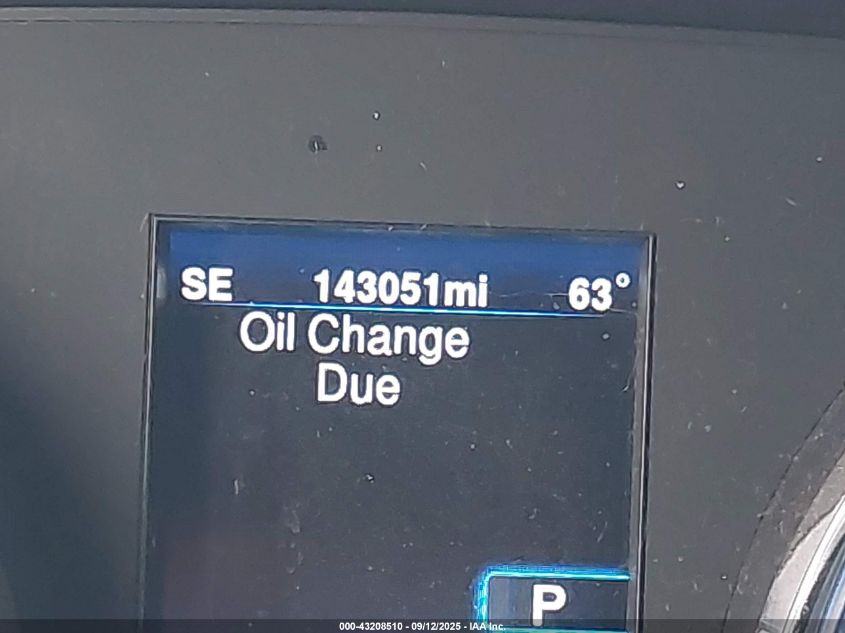 SE 143051mi 63°
Oil Change
Due
P
000-43208510 - 09/12/2025 - IAA Inc.